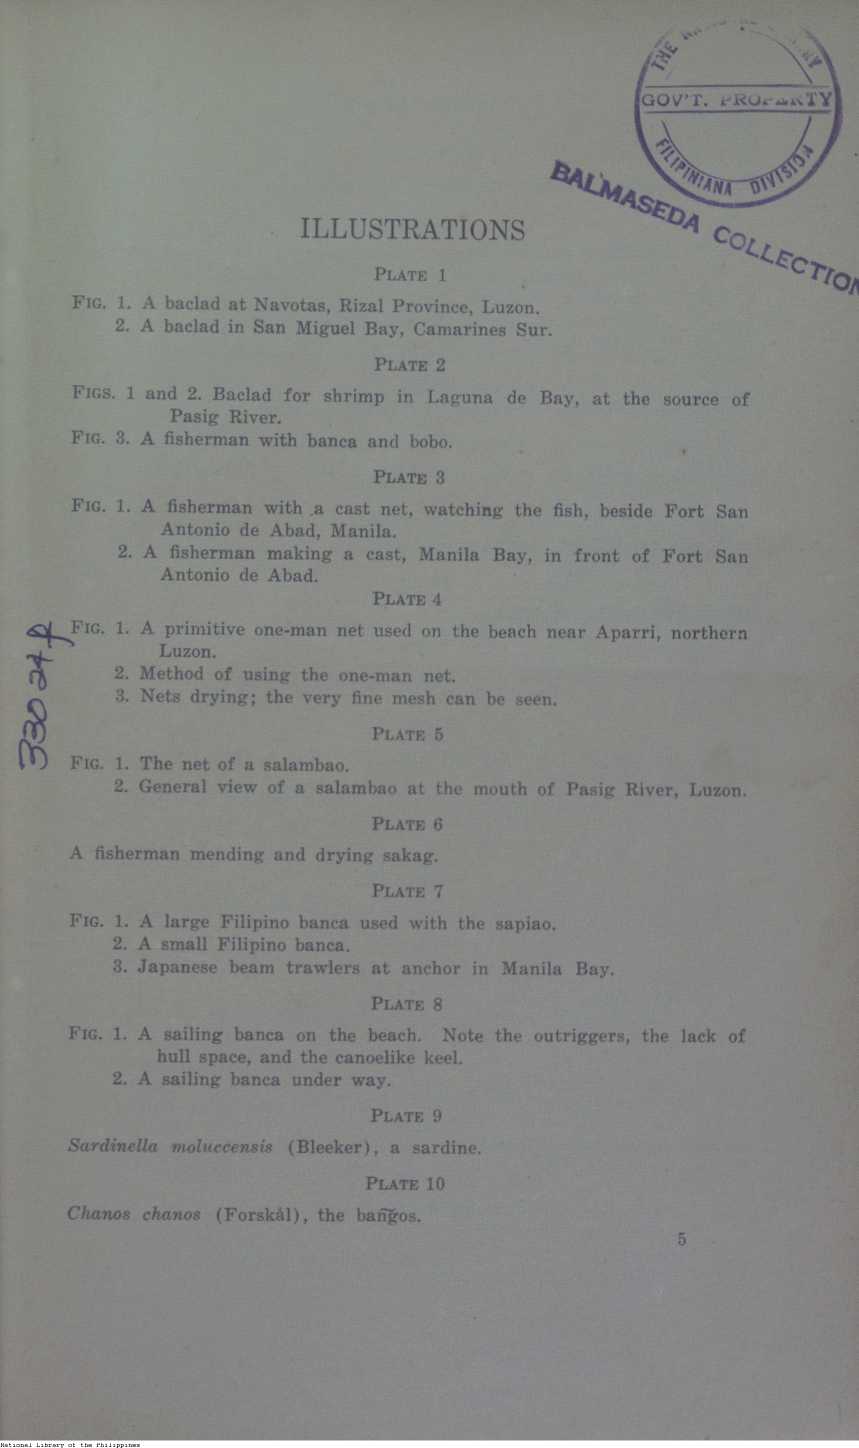 THE NATIONAL LIBRARY
GOV'T. PROPERTY
FILIPINIANA DIVISION
BALMASEDA COLLECTION
ILLUSTRATIONS
PLATE 1
FIG. 1. A baclad at Navotas, Rizal Province, Luzon.
2. A baclad in San Miguel Bay, Camarines Sur.
PLATE 2
FIGS. 1 and 2. Baclad for shrimp in Laguna de Bay, at the source of
Pasig River.
FIG. 3. A fisherman with banca and bobo.
PLATE 3
FIG. 1. A fisherman with a cast net, watching the fish, beside Fort San
Antonio de Abad, Manila.
2. A fisherman making a cast, Manila Bay, in front of Fort San
Antonio de Abad.
PLATE 4
FIG. 1. A primitive one-man net used on the beach near Aparri, northern
Luzon.
2. Method of using the one-man net.
3. Nets drying; the very fine mesh can be seen.
PLATE 5
FIG. 1. The net of a salambao.
2. General view of a salambao at the mouth of Pasig River, Luzon.
PLATE 6
A fisherman mending and drying sakag.
PLATE 7
FIG. 1. A large Filipino banca used with the sapiao.
2. A small Filipino banca.
3. Japanese beam trawlers at anchor in Manila Bay.
PLATE 8
FIG. 1. A sailing banca on the beach. Note the outriggers, the lack of
hull space, and the canoelike keel.
2. A sailing banca under way.
PLATE 9
Sardinella moluccensis (Bleeker), a sardine.
PLATE 10
Chanos chanos (Forskål), the ban͠gos.
5
National Library of the Philippines